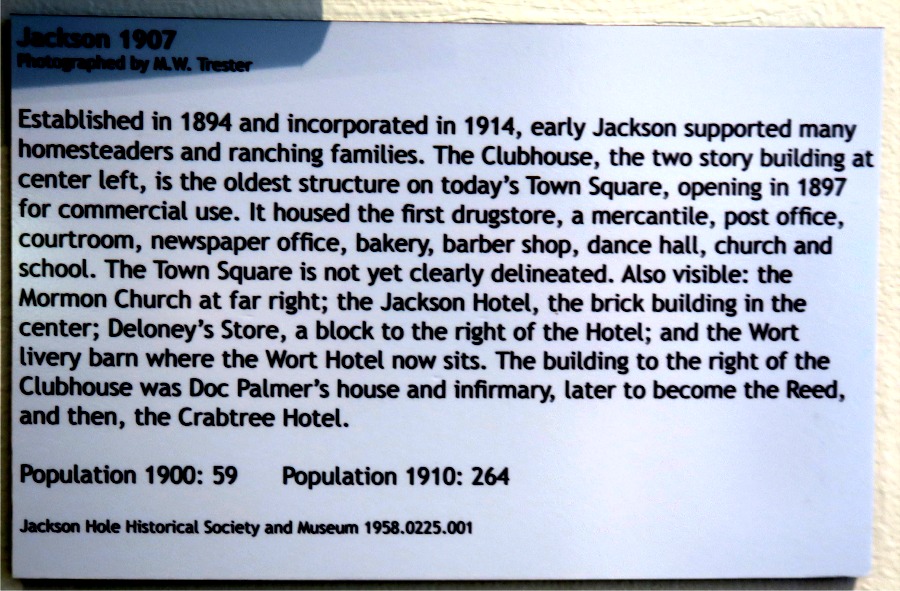 Jackson 1907
Photographed by M.W. Trester
Established in 1894 and incorporated in 1914, early Jackson supported many
homesteaders and ranching families. The Clubhouse, the two story building at
center left, is the oldest structure on today's Town Square, opening in 1897
for commercial use. It housed the first drugstore, a mercantile, post office,
courtroom, newspaper office, bakery, barber shop, dance hall, church and
school. The Town Square is not yet clearly delineated. Also visible: the
Mormon Church at far right; the Jackson Hotel, the brick building in the
center; Deloney's Store, a block to the right of the Hotel; and the Wort
livery barn where the Wort Hotel now sits. The building to the right of the
Clubhouse was Doc Palmer's house and infirmary, later to become the Reed,
and then, the Crabtree Hotel.
Population 1900: 59 Population 1910: 264
Jackson Hole Historical Society and Museum 1958.0225.001